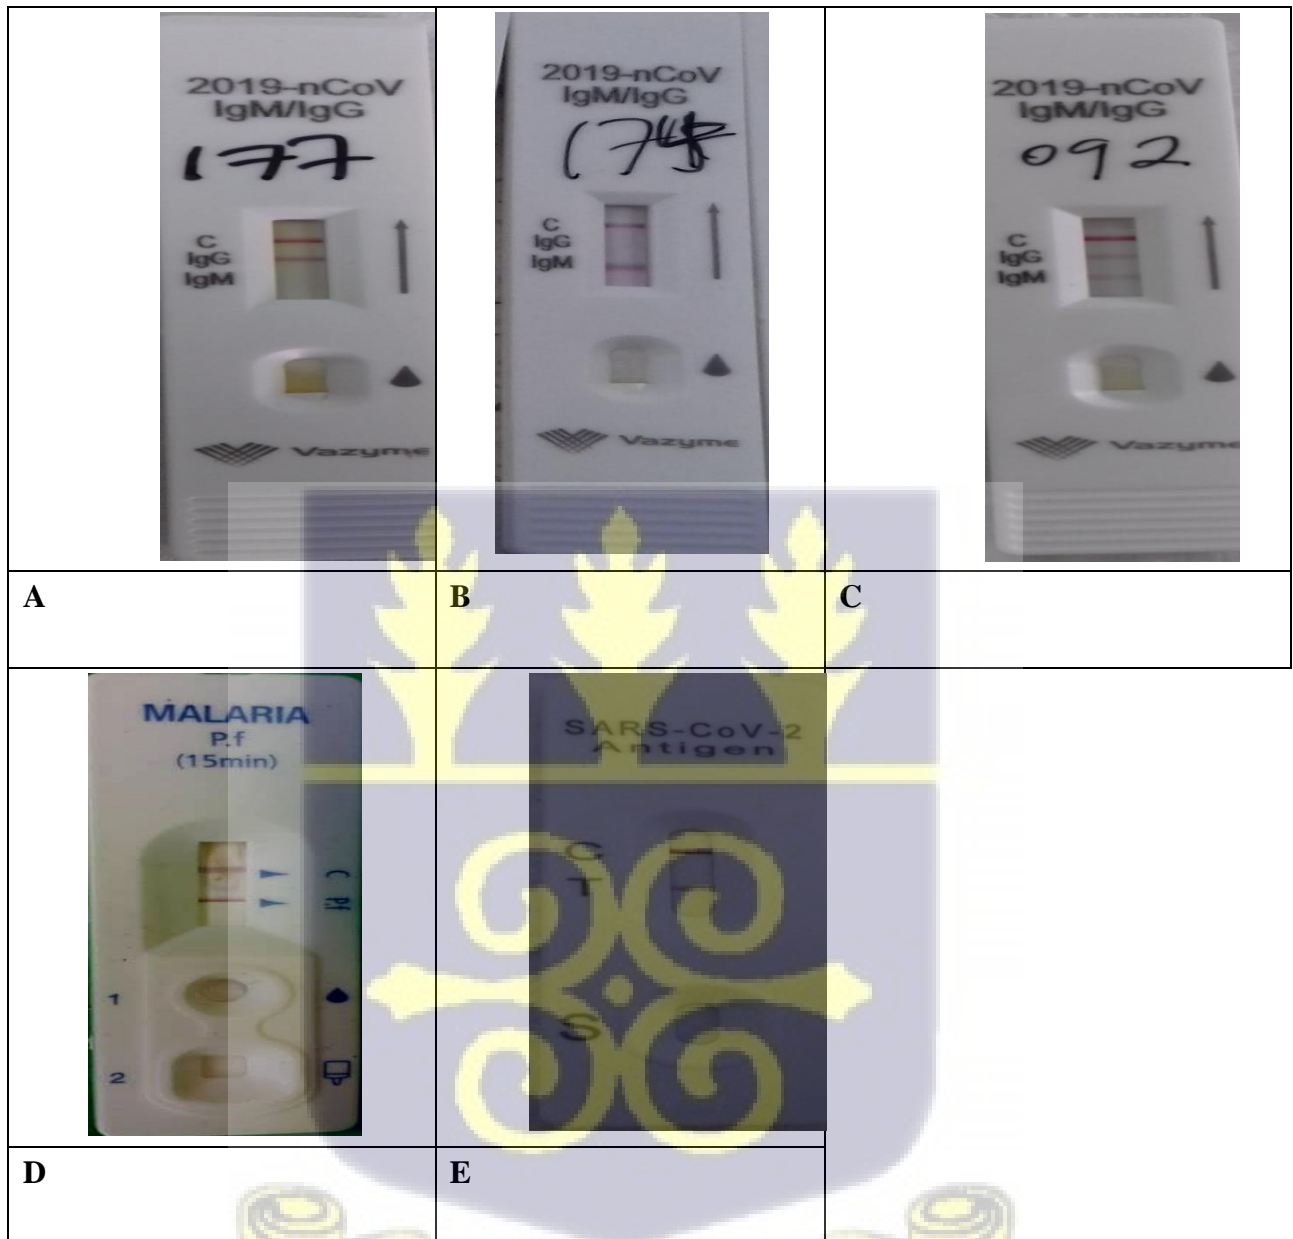 2019-nCoV
IgM/IgG
177
C
IgG
IgM
Vazyme
2019-nCoV
IgM/IgG
C
IgG
IgM
Vazyme
2019-nCoV
IgM/IgG
092
C
IgG
IgM
Vazyme
A
B
C
MALARIA
P.f
(15min)
C
P.f
1
2
SARS-CoV-2
Antigen
C
T
S
D
E